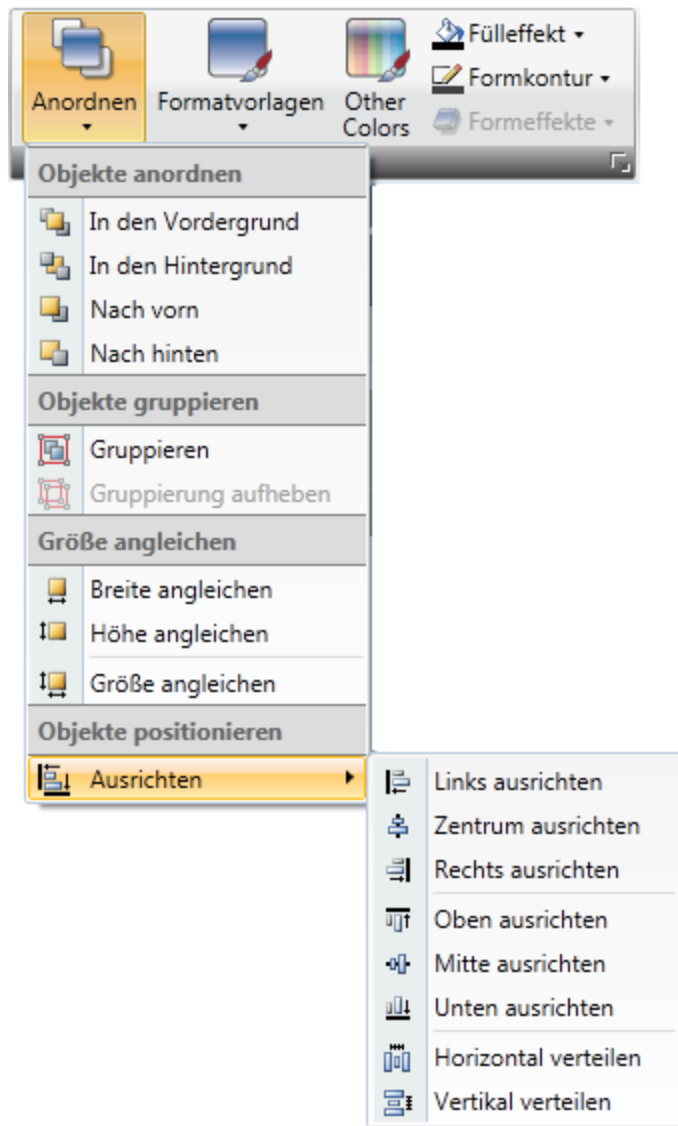 Anordnen
Formatvorlagen
Other
Colors
Fülleffekt
Formkontur
Formeffekte
Objekte anordnen
In den Vordergrund
In den Hintergrund
Nach vorn
Nach hinten
Objekte gruppieren
Gruppieren
Gruppierung aufheben
Größe angleichen
Breite angleichen
Höhe angleichen
Größe angleichen
Objekte positionieren
Ausrichten
Links ausrichten
Zentrum ausrichten
Rechts ausrichten
Oben ausrichten
Mitte ausrichten
Unten ausrichten
Horizontal verteilen
Vertikal verteilen